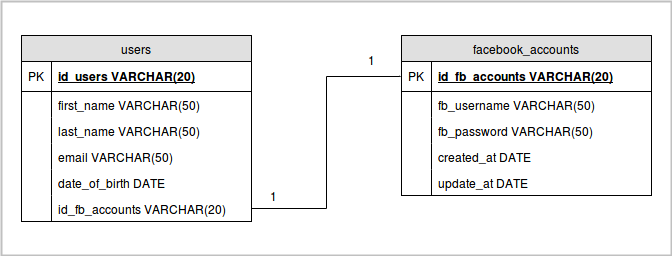 users
PK id_users VARCHAR(20)
first_name VARCHAR(50)
last_name VARCHAR(50)
email VARCHAR(50)
date_of_birth DATE
id_fb_accounts VARCHAR(20)
1
1
facebook_accounts
PK id_fb_accounts VARCHAR(20)
fb_username VARCHAR(50)
fb_password VARCHAR(50)
created_at DATE
update_at DATE